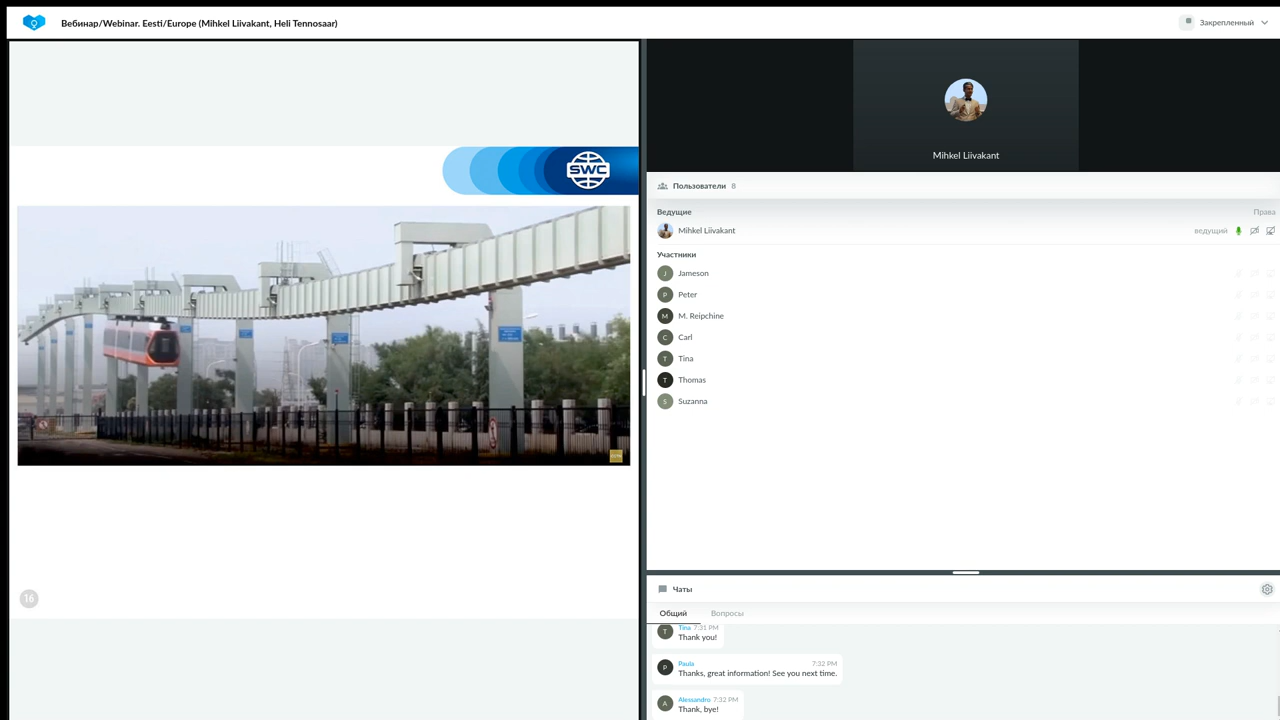 Вебинар/Webinar. Eesti/Europe (Mihkel Liivakant, Heli Tennosaar)
Закрепленный
SWC
16
Mihkel Liivakant
Пользователи 8
Ведущие Права
Mihkel Liivakant ведущий
Участники
J Jameson
P Peter
M M. Reipchine
C Carl
T Tina
T Thomas
S Suzanna
Чаты
Общий Вопросы
T Tina 7:31 PM
Thank you!
P Paula 7:32 PM
Thanks, great information! See you next time.
A Alessandro 7:32 PM
Thank, bye!